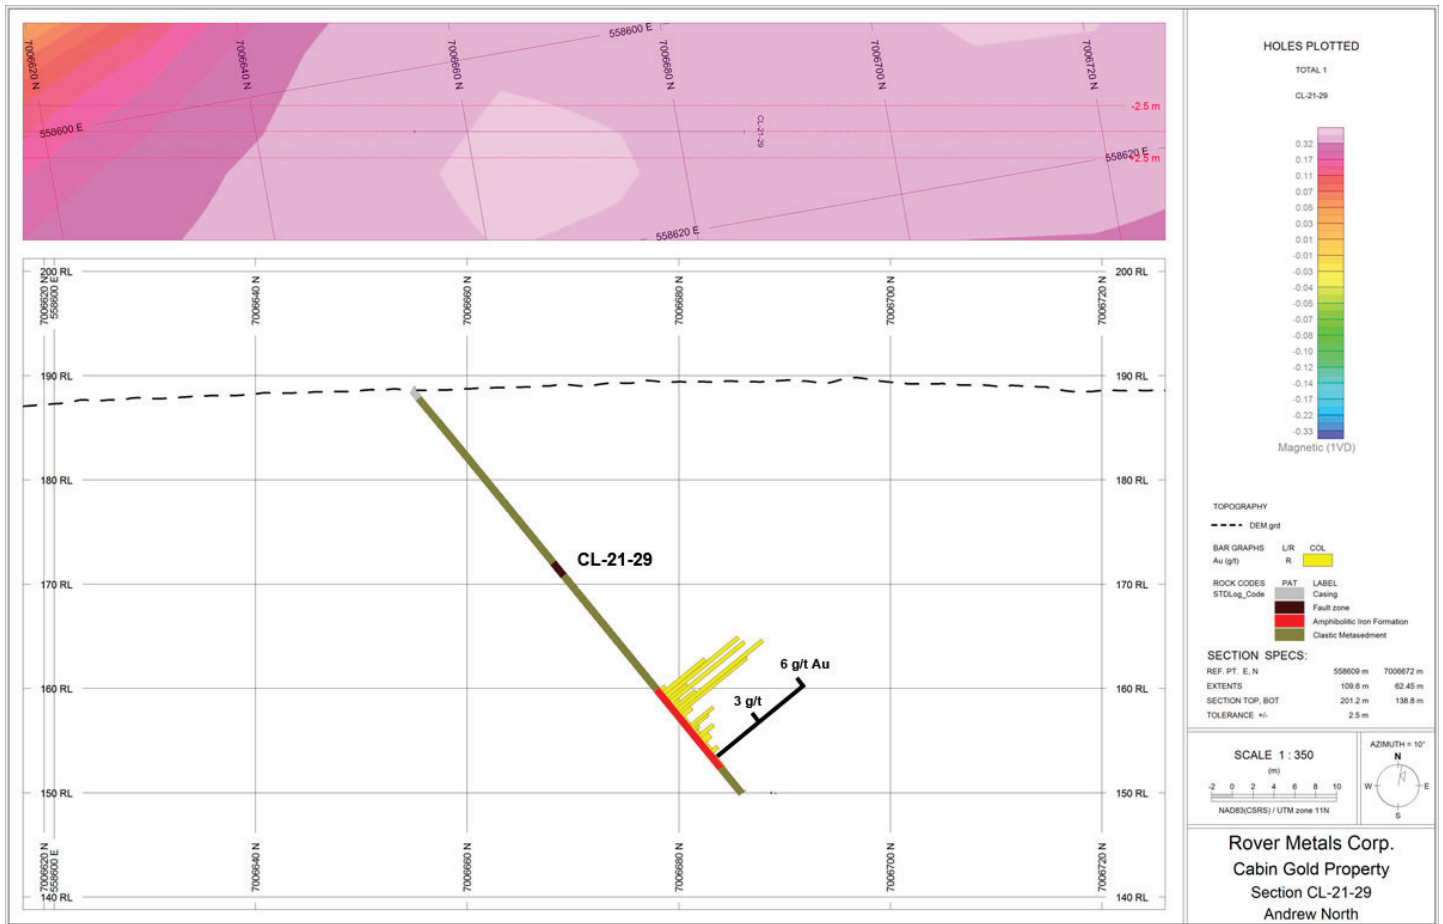 7006620 N
7006640 N
7006660 N
7006680 N
7006700 N
7006720 N
558600 E
558600 E
-2.5 m
CL-21-29
558620 E
+2.5 m
558620 E
200 RL
7006620 N
558600 E
7006640 N
7006660 N
7006680 N
7006700 N
7006720 N
200 RL
190 RL
190 RL
180 RL
180 RL
CL-21-29
170 RL
170 RL
6 g/t Au
3 g/t
160 RL
160 RL
150 RL
150 RL
7006620 N
558600 E
7006640 N
7006660 N
7006680 N
7006700 N
7006720 N
140 RL
140 RL
HOLES PLOTTED
TOTAL 1
CL-21-29
0.32
0.17
0.11
0.07
0.05
0.03
0.01
-0.01
-0.03
-0.04
-0.05
-0.07
-0.08
-0.10
-0.12
-0.14
-0.17
-0.22
-0.33
Magnetic (1VD)
TOPOGRAPHY
DEM.grd
BAR GRAPHS L/R COL
Au (g/t) R
ROCK CODES PAT LABEL
STDLog_Code Casing
Fault zone
Amphibolitic Iron Formation
Clastic Metasediment
SECTION SPECS:
REF. PT. E, N 558609 m 7006672 m
EXTENTS 109.6 m 62.45 m
SECTION TOP, BOT 201.2 m 138.8 m
TOLERANCE +/- 2.5 m
SCALE 1 : 350
(m)
-2 0 2 4 6 8 10
NAD83(CSRS) / UTM zone 11N
AZIMUTH = 10°
N
W E
S
Rover Metals Corp.
Cabin Gold Property
Section CL-21-29
Andrew North